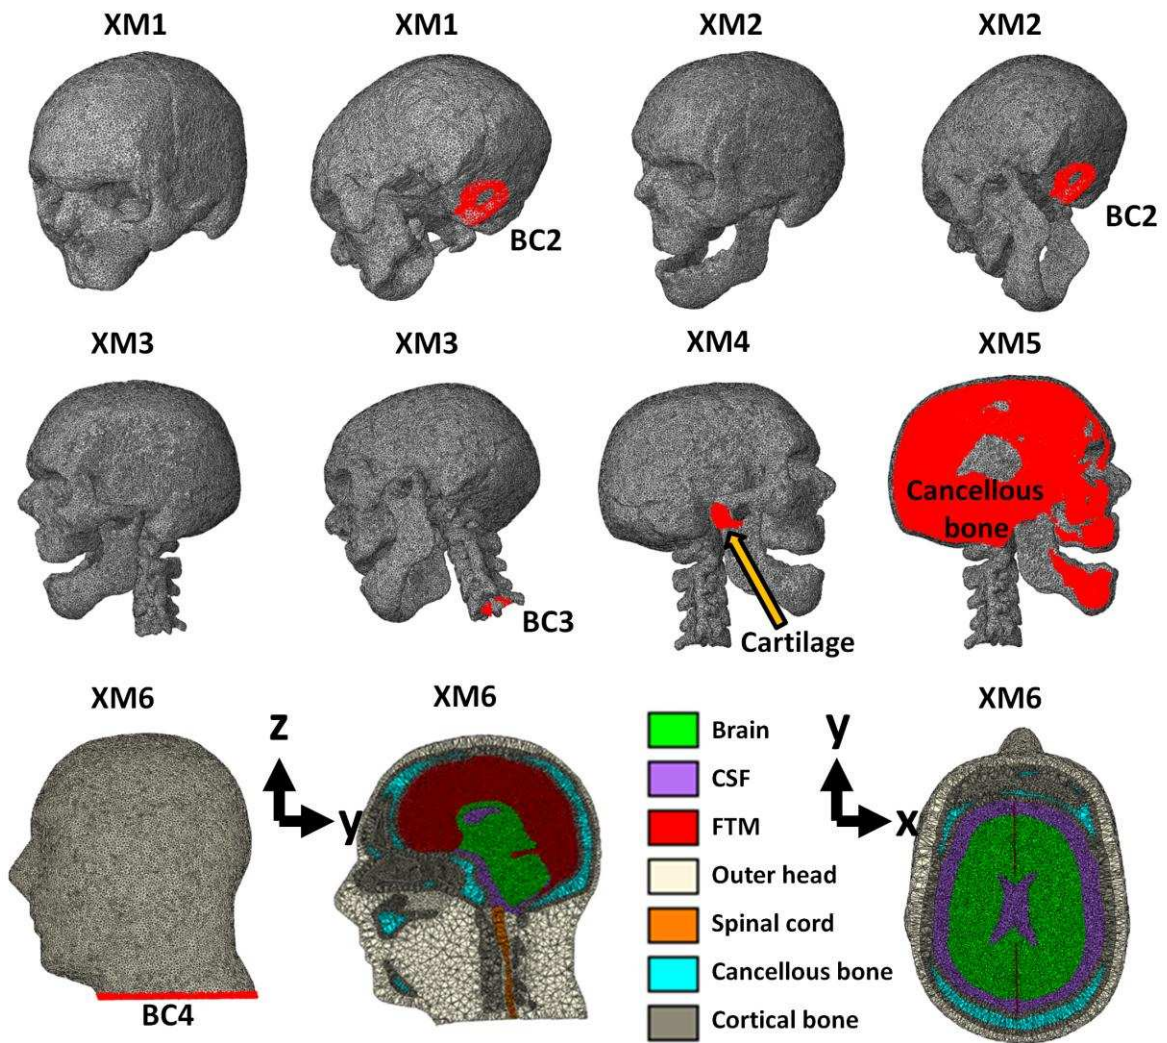 XM1
XM1
XM2
XM2
BC2
BC2
XM3
XM3
XM4
XM5
Cancellous
bone
BC3
Cartilage
XM6
XM6
XM6
z
y
Brain
CSF
FTM
Outer head
Spinal cord
Cancellous bone
Cortical bone
y
x
BC4